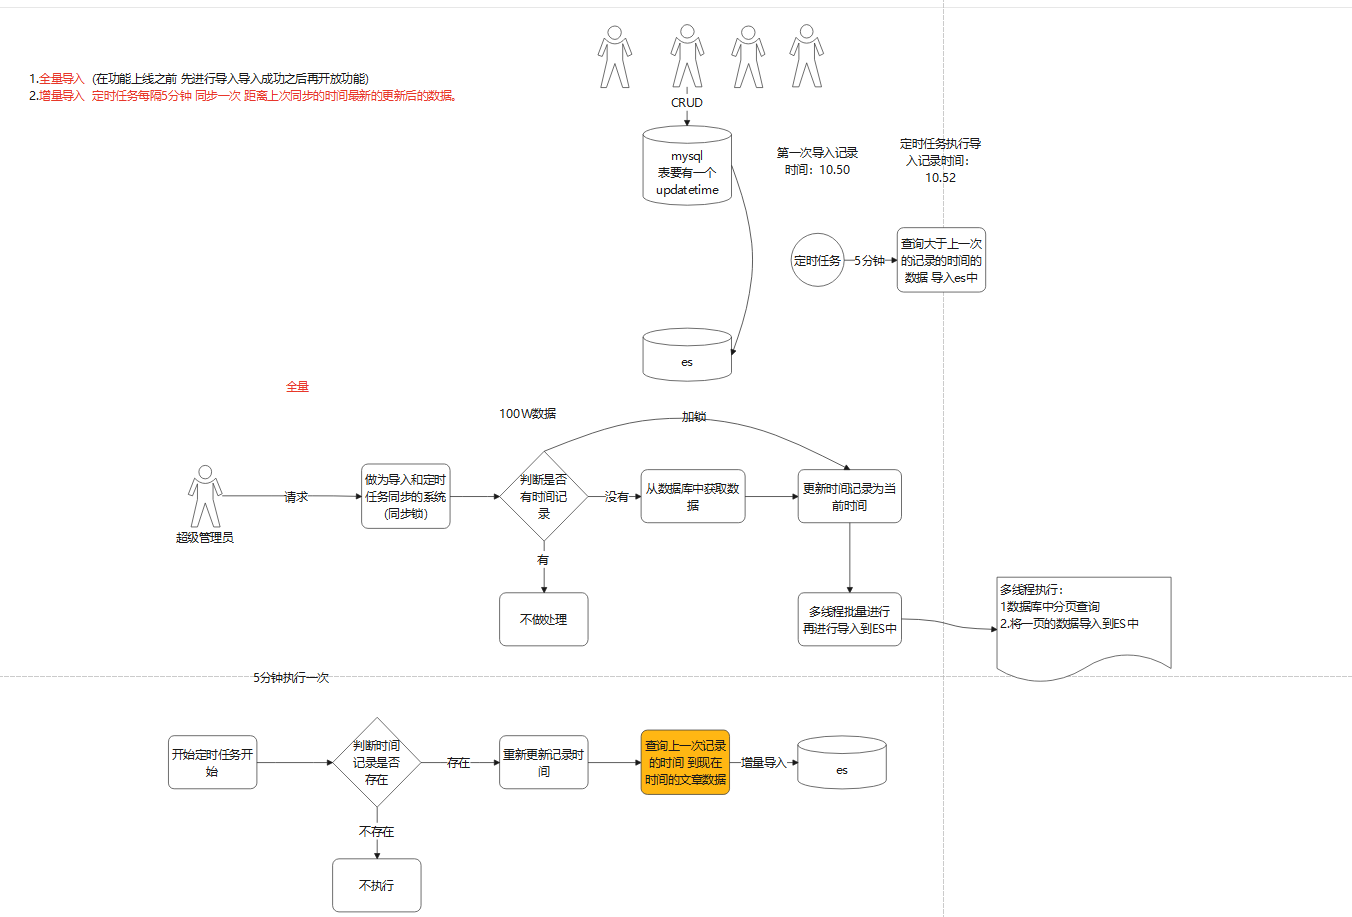 1.全量导入 (在功能上线之前 先进行导入导入成功之后再开放功能)
2.增量导入 定时任务每隔5分钟 同步一次 距离上次同步的时间最新的更新后的数据。
CRUD
mysql
表要有一个
updatetime
第一次导入记录
时间：10.50
定时任务执行导
入记录时间：
10.52
定时任务
5分钟
查询大于上一次
的记录的时间的
数据 导入es中
es
全量
100W数据
加锁
超级管理员
请求
做为导入和定时
任务同步的系统
（同步锁）
判断是否
有时间记
录
没有
从数据库中获取数
据
更新时间记录为当
前时间
有
不做处理
多线程批量进行
再进行导入到ES中
多线程执行：
1数据库中分页查询
2.将一页的数据导入到ES中
5分钟执行一次
开始定时任务开
始
判断时间
记录是否
存在
存在
重新更新记录时
间
查询上一次记录
的时间 到现在
时间的文章数据
增量导入
es
不存在
不执行